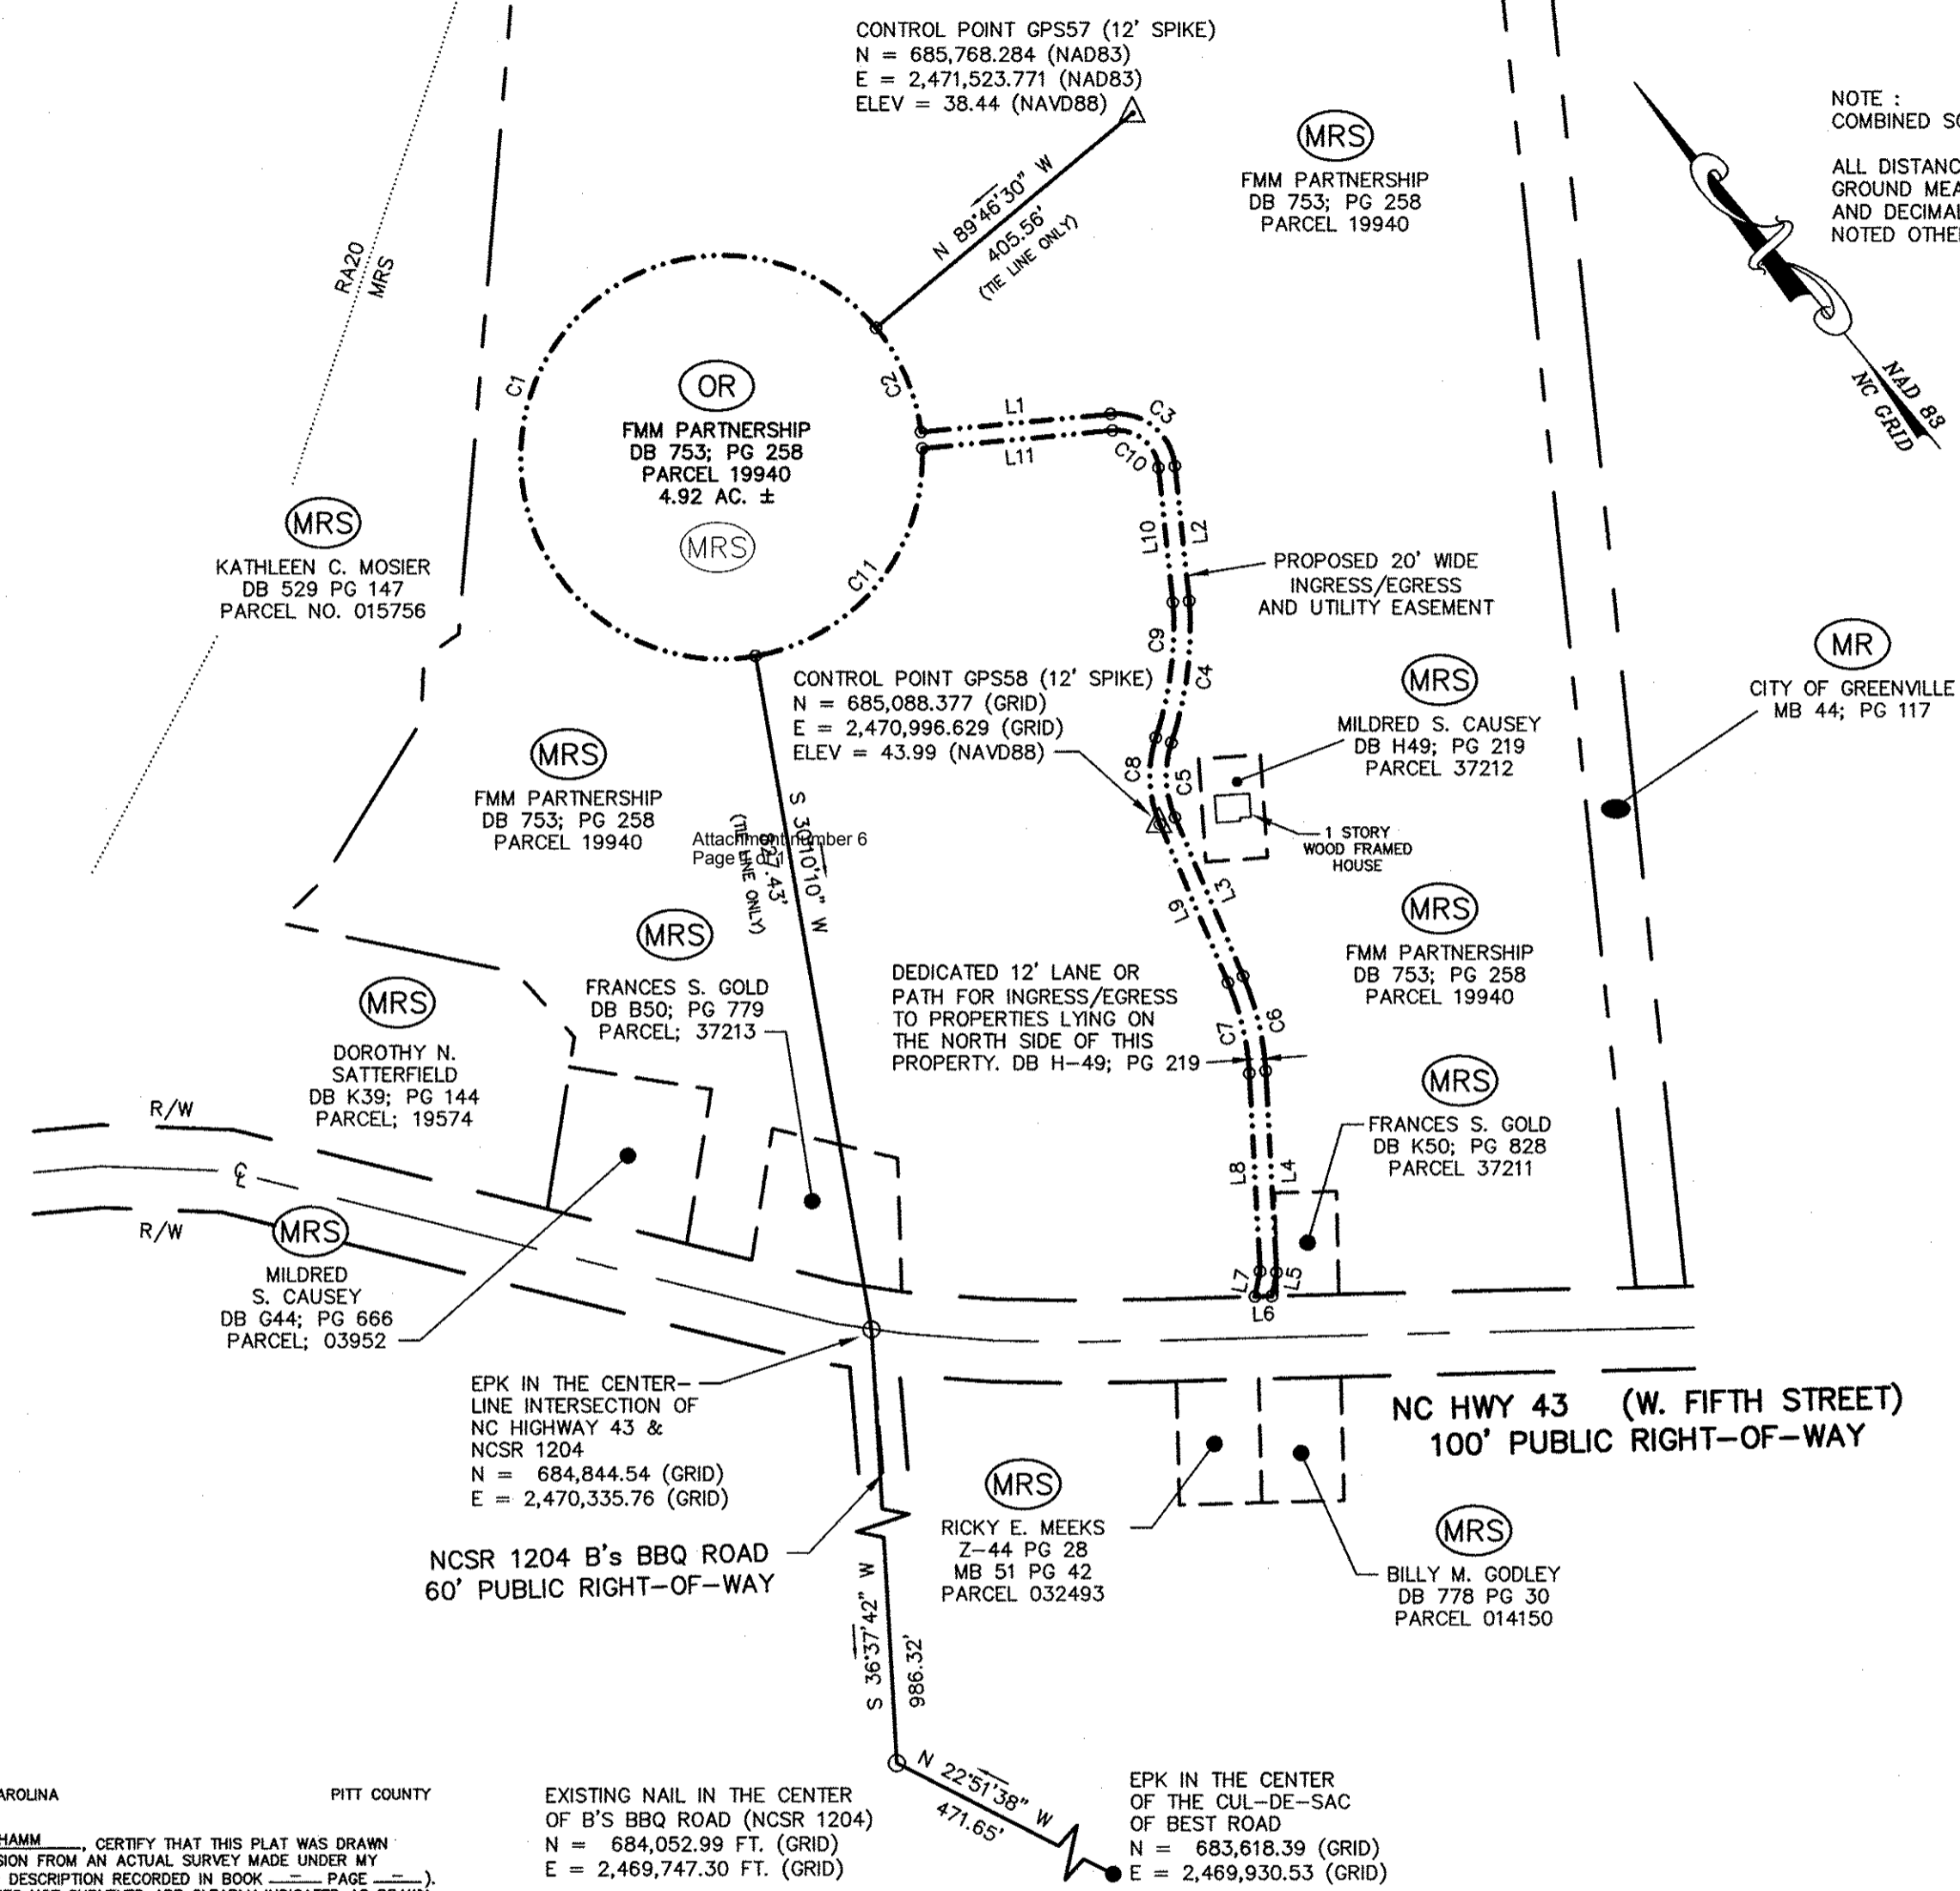 CONTROL POINT GPS57 (12' SPIKE)
N = 685,768.284 (NAD83)
E = 2,471,523.771 (NAD83)
ELEV = 38.44 (NAVD88)
NOTE :
COMBINED
ALL
GROUND
AND
NOTED
MRS
FMM PARTNERSHIP
DB 753; PG 258
PARCEL 19940
N 89°46'30" W
405.56'
(TIE LINE ONLY)
RA20
MRS
NAD 83
NC GRID
C1
C2
OR
FMM PARTNERSHIP
DB 753; PG 258
PARCEL 19940
4.92 AC. ±
MRS
C11
L1
L11
C3
C10
L10
L2
PROPOSED 20' WIDE
INGRESS/EGRESS
AND UTILITY EASEMENT
MRS
KATHLEEN C. MOSIER
DB 529 PG 147
PARCEL NO. 015756
C9
C4
MR
CITY OF GREENVILLE
MB 44; PG 117
CONTROL POINT GPS58 (12' SPIKE)
N = 685,088.377 (GRID)
E = 2,470,996.629 (GRID)
ELEV = 43.99 (NAVD88)
MRS
MILDRED S. CAUSEY
DB H49; PG 219
PARCEL 37212
C8
C5
1 STORY
WOOD FRAMED
HOUSE
MRS
FMM PARTNERSHIP
DB 753; PG 258
PARCEL 19940
S 30°10'10" W
827.43'
(TIE LINE ONLY)
Attachment number 6
Page 1 of 1
L9
L3
MRS
FMM PARTNERSHIP
DB 753; PG 258
PARCEL 19940
MRS
FRANCES S. GOLD
DB B50; PG 779
PARCEL; 37213
DEDICATED 12' LANE OR
PATH FOR INGRESS/EGRESS
TO PROPERTIES LYING ON
THE NORTH SIDE OF THIS
PROPERTY. DB H-49; PG 219
C7
C6
MRS
DOROTHY N.
SATTERFIELD
DB K39; PG 144
PARCEL; 19574
MRS
FRANCES S. GOLD
DB K50; PG 828
PARCEL 37211
R/W
℄
R/W
L8
L4
L7
L5
L6
MRS
MILDRED
S. CAUSEY
DB G44; PG 666
PARCEL; 03952
EPK IN THE CENTER-
LINE INTERSECTION OF
NC HIGHWAY 43 &
NCSR 1204
N = 684,844.54 (GRID)
E = 2,470,335.76 (GRID)
NC HWY 43 (W. FIFTH STREET)
100' PUBLIC RIGHT-OF-WAY
NCSR 1204 B's BBQ ROAD
60' PUBLIC RIGHT-OF-WAY
MRS
RICKY E. MEEKS
Z-44 PG 28
MB 51 PG 42
PARCEL 032493
MRS
BILLY M. GODLEY
DB 778 PG 30
PARCEL 014150
S 36°37'42" W
986.32'
N 22°51'38" W
471.65'
EXISTING NAIL IN THE CENTER
OF B'S BBQ ROAD (NCSR 1204)
N = 684,052.99 FT. (GRID)
E = 2,469,747.30 FT. (GRID)
EPK IN THE CENTER
OF THE CUL-DE-SAC
OF BEST ROAD
N = 683,618.39 (GRID)
E = 2,469,930.53 (GRID)
AROLINA PITT COUNTY
HAMM, CERTIFY THAT THIS PLAT WAS DRAWN
SION FROM AN ACTUAL SURVEY MADE UNDER MY
DESCRIPTION RECORDED IN BOOK - PAGE - ).